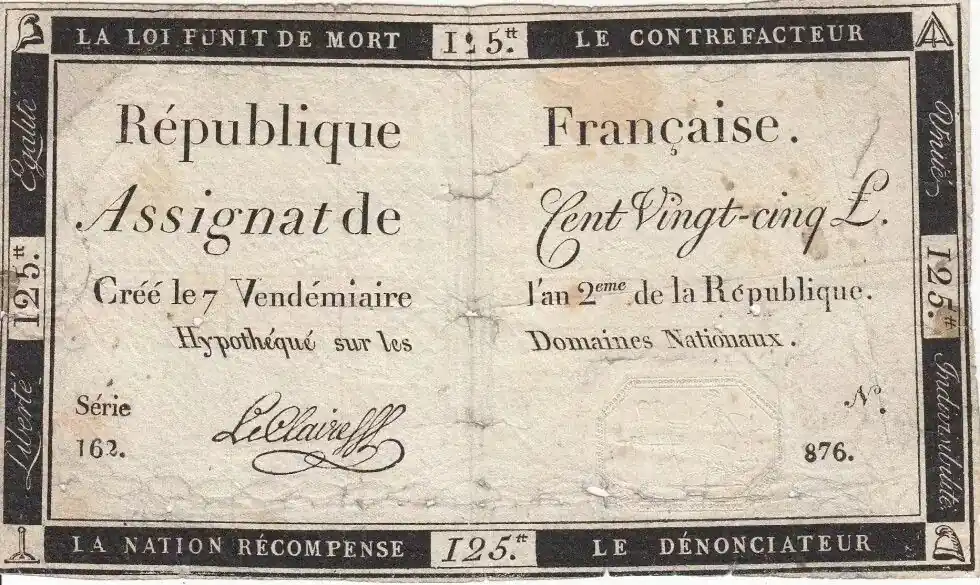 LA LOI PUNIT DE MORT 125.tt LE CONTREFACTEUR
Egalité
Unité
République Française.
Assignat de Cent Vingt-cinq £.
125.tt
125.tt
Créé le 7 Vendémiaire l'an 2eme de la République.
Hypothéqué sur les Domaines Nationaux.
Liberté
Indivisibilité
Série N°.
162. LeClaire 876.
LA NATION RÉCOMPENSE 125.tt LE DÉNONCIATEUR